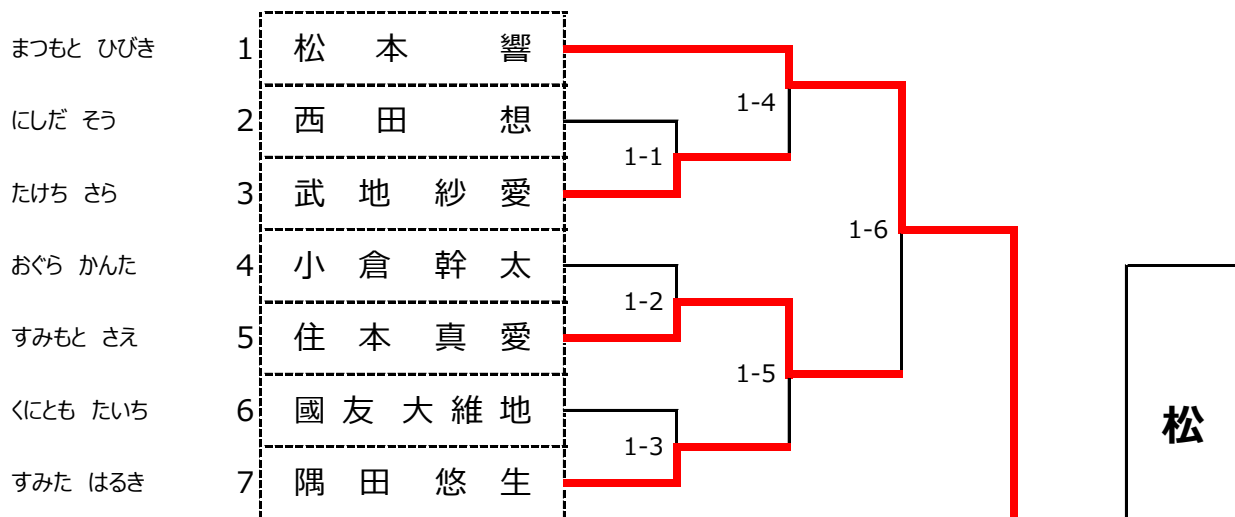 まつもと ひびき 1 松本 響
にしだ そう 2 西田 想
たけち さら 3 武地 紗愛
おぐら かんた 4 小倉 幹太
すみもと さえ 5 住本 真愛
くにとも たいち 6 國友 大維地
すみた はるき 7 隅田 悠生
1-4
1-1
1-6
1-2
1-5
1-3
松